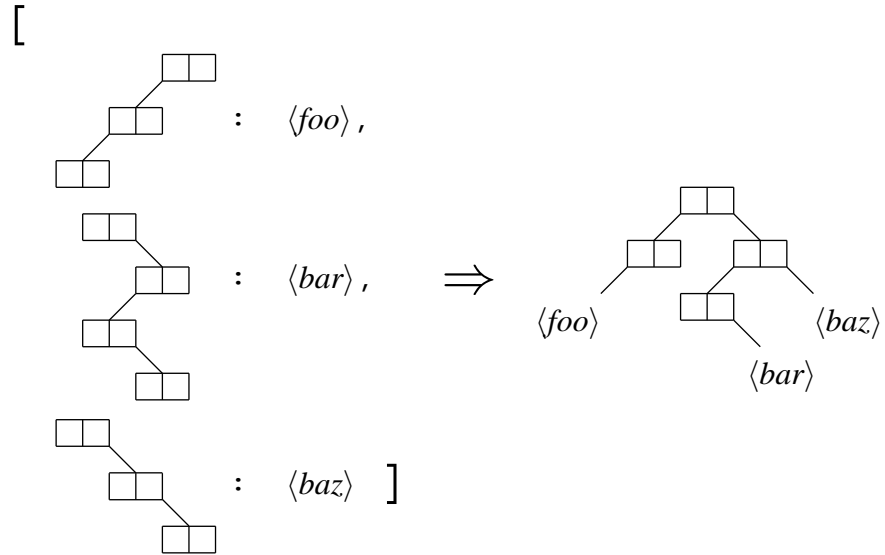 [
: ⟨foo⟩,
: ⟨bar⟩, ⇒
: ⟨baz⟩ ]
⟨foo⟩ ⟨baz⟩
⟨bar⟩